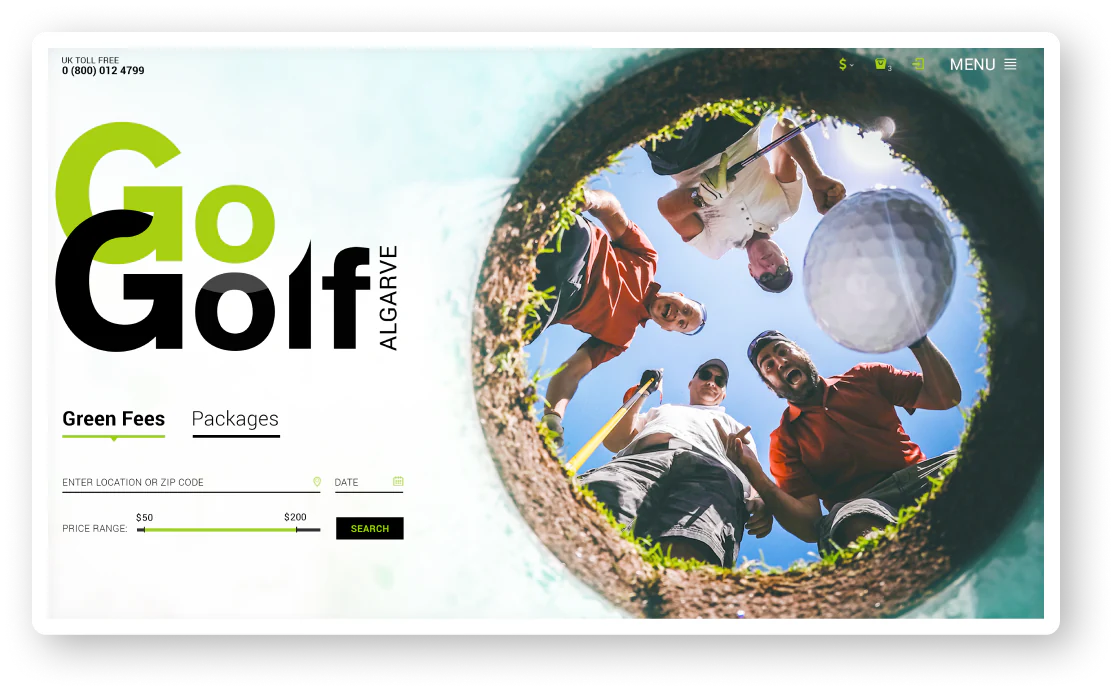 UK TOLL FREE
0 (800) 012 4799
$
3
MENU
Go
Golf
ALGARVE
Green Fees
Packages
ENTER LOCATION OR ZIP CODE
DATE
PRICE RANGE:
$50
$200
SEARCH